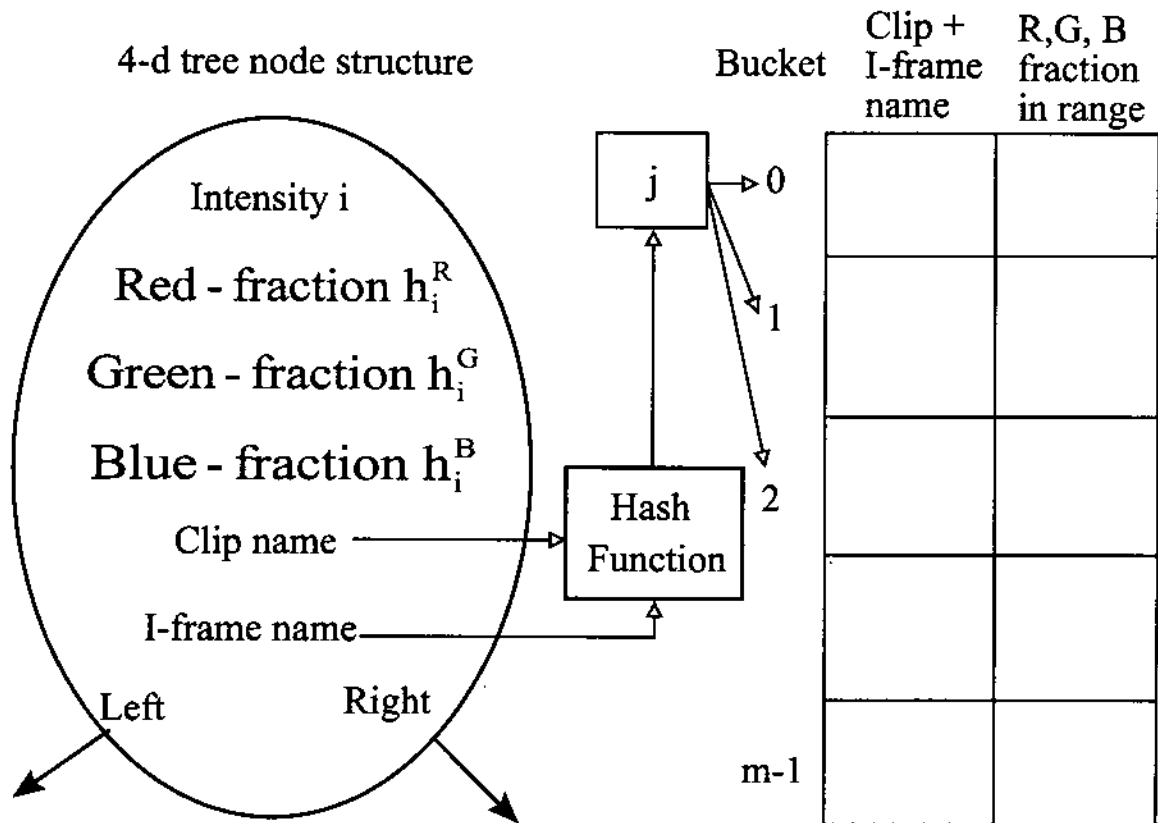 4-d tree node structure
Intensity i
Red - fraction h_i^R
Green - fraction h_i^G
Blue - fraction h_i^B
Clip name
I-frame name
Left
Right
j
Hash
Function
Bucket
0
1
2
m-1
Clip +
I-frame
name
R,G, B
fraction
in range